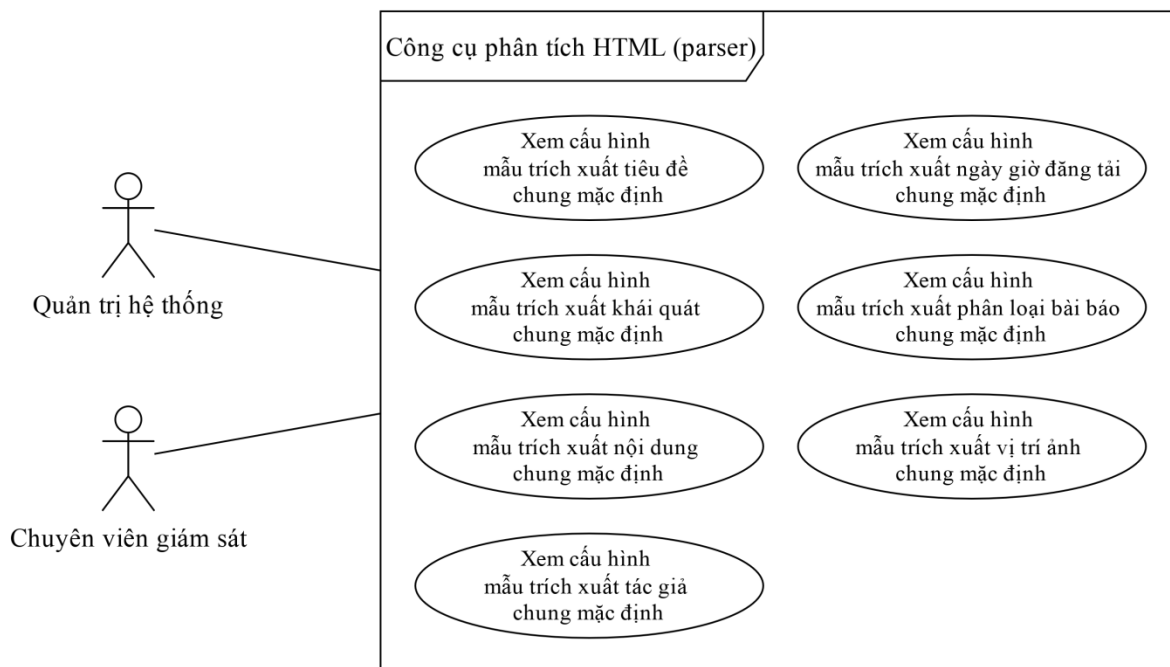 Công cụ phân tích HTML (parser)
Xem cấu hình
mẫu trích xuất tiêu đề
chung mặc định
Xem cấu hình
mẫu trích xuất ngày giờ đăng tải
chung mặc định
Quản trị hệ thống
Xem cấu hình
mẫu trích xuất khái quát
chung mặc định
Xem cấu hình
mẫu trích xuất phân loại bài báo
chung mặc định
Chuyên viên giám sát
Xem cấu hình
mẫu trích xuất nội dung
chung mặc định
Xem cấu hình
mẫu trích xuất vị trí ảnh
chung mặc định
Xem cấu hình
mẫu trích xuất tác giả
chung mặc định